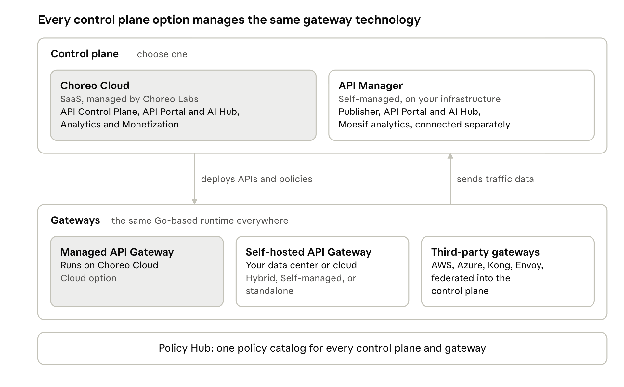 Every control plane option manages the same gateway technology
Control plane choose one
Choreo Cloud
SaaS, managed by Choreo Labs
API Control Plane, API Portal and AI Hub,
Analytics and Monetization
API Manager
Self-managed, on your infrastructure
Publisher, API Portal and AI Hub,
Moesif analytics, connected separately
deploys APIs and policies
sends traffic data
Gateways the same Go-based runtime everywhere
Managed API Gateway
Runs on Choreo Cloud
Cloud option
Self-hosted API Gateway
Your data center or cloud
Hybrid, Self-managed, or
standalone
Third-party gateways
AWS, Azure, Kong, Envoy,
federated into the
control plane
Policy Hub: one policy catalog for every control plane and gateway